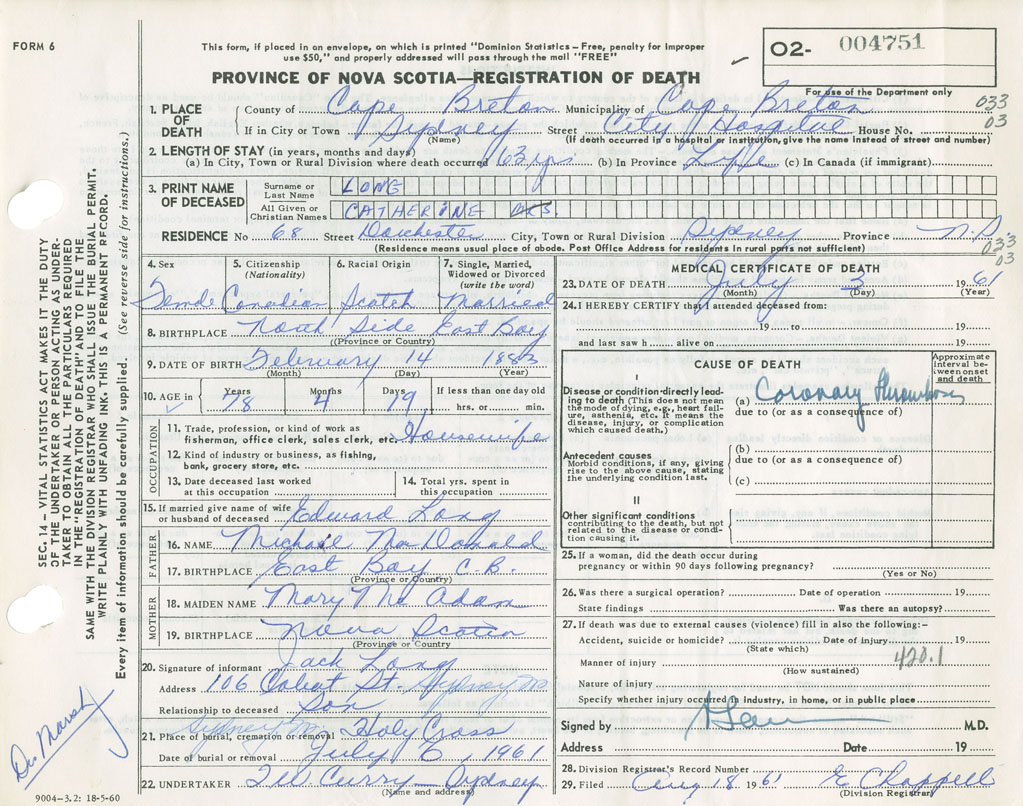 FORM 6
This form, if placed in an envelope, on which is printed "Dominion Statistics – Free, penalty for improper
use $50," and properly addressed will pass through the mail "FREE"
O2- 004751
PROVINCE OF NOVA SCOTIA—REGISTRATION OF DEATH
For use of the Department only
033
03
1. PLACE OF DEATH
County of Cape Breton Municipality of Cape Breton
If in City or Town Sydney Street City Hospital House No.
(Name) (If death occurred in a hospital or institution, give the name instead of street and number)
2. LENGTH OF STAY (in years, months and days)
(a) In City, Town or Rural Division where death occurred 63 yrs (b) In Province Life (c) In Canada (if immigrant)
3. PRINT NAME OF DECEASED
Surname or Last Name LONG
All Given or Christian Names CATHERINE
RESIDENCE No 68 Street Dorchester City, Town or Rural Division Sydney Province N.S.
(Residence means usual place of abode. Post Office Address for residents in rural parts not sufficient)
033
03
4. Sex
5. Citizenship (Nationality)
6. Racial Origin
7. Single, Married, Widowed or Divorced (write the word)
Female Canadian Scotch Married
8. BIRTHPLACE North Side East Bay
(Province or Country)
9. DATE OF BIRTH February 14 1883
(Month) (Day) (Year)
10. AGE in Years Months Days If less than one day old
78 4 19 hrs. or min.
OCCUPATION
11. Trade, profession, or kind of work as
fisherman, office clerk, sales clerk, etc. Housewife
12. Kind of industry or business, as fishing,
bank, grocery store, etc.
13. Date deceased last worked
at this occupation
14. Total yrs. spent in
this occupation
15. If married give name of wife
or husband of deceased Edward Long
FATHER
16. NAME Michael MacDonald
17. BIRTHPLACE East Bay C.B.
(Province or Country)
MOTHER
18. MAIDEN NAME Mary Mc Adam
19. BIRTHPLACE Nova Scotia
(Province or Country)
20. Signature of informant Jack Long
Address 106 Cabot St. Sydney
Relationship to deceased Son
Sydney
21. Place of burial, cremation or removal Holy Cross
Date of burial or removal July 6, 1961
22. UNDERTAKER Curry Sydney
(Name and address)
9004-3.2: 18-5-60
MEDICAL CERTIFICATE OF DEATH
23. DATE OF DEATH July 3 1961
(Month) (Day) (Year)
24. I HEREBY CERTIFY that I attended deceased from:
19 to 19
and last saw h alive on 19
CAUSE OF DEATH
Approximate interval between onset and death
I
Disease or condition directly leading to death (This does not mean
the mode of dying, e.g., heart failure, asthenia, etc. It means the
disease, injury, or complication
which caused death.)
(a) Coronary Thrombosis
due to (or as a consequence of)
Antecedent causes
Morbid conditions, if any, giving
rise to the above cause, stating
the underlying condition last.
(b)
due to (or as a consequence of)
(c)
II
Other significant conditions
contributing to the death, but not
related to the disease or condition causing it.
25. If a woman, did the death occur during
pregnancy or within 90 days following pregnancy?
(Yes or No)
26. Was there a surgical operation? Date of operation 19
State findings Was there an autopsy?
27. If death was due to external causes (violence) fill in also the following:-
Accident, suicide or homicide? Date of injury 19
(State which)
Manner of injury 420.1
(How sustained)
Nature of injury
Specify whether injury occurred in industry, in home, or in public place
Signed by M.D.
Address Date 19
28. Division Registrar's Record Number
29. Filed Aug 18 1961 E Chappell
(Division Registrar)
SEC. 14 – VITAL STATISTICS ACT MAKES IT THE DUTY
OF THE UNDERTAKER OR PERSON ACTING AS UNDER-
TAKER TO OBTAIN ALL THE PARTICULARS REQUIRED
IN THE "REGISTRATION OF DEATH" AND TO FILE THE
SAME WITH THE DIVISION REGISTRAR WHO SHALL ISSUE THE BURIAL PERMIT.
WRITE PLAINLY WITH UNFADING INK. THIS IS A PERMANENT RECORD.
Every item of information should be carefully supplied. (See reverse side for instructions.)
Dr. Marsh